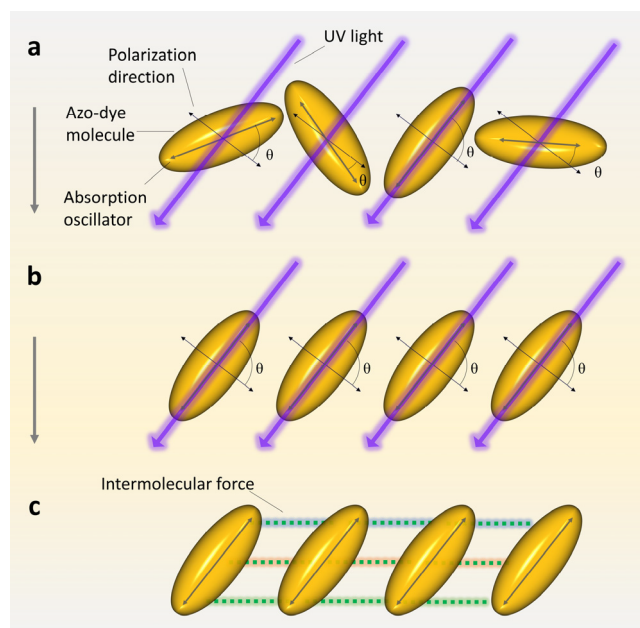 a
UV light
Polarization
direction
Azo-dye
molecule
Absorption
oscillator
θ
θ
θ
θ
b
θ
θ
θ
θ
Intermolecular force
c